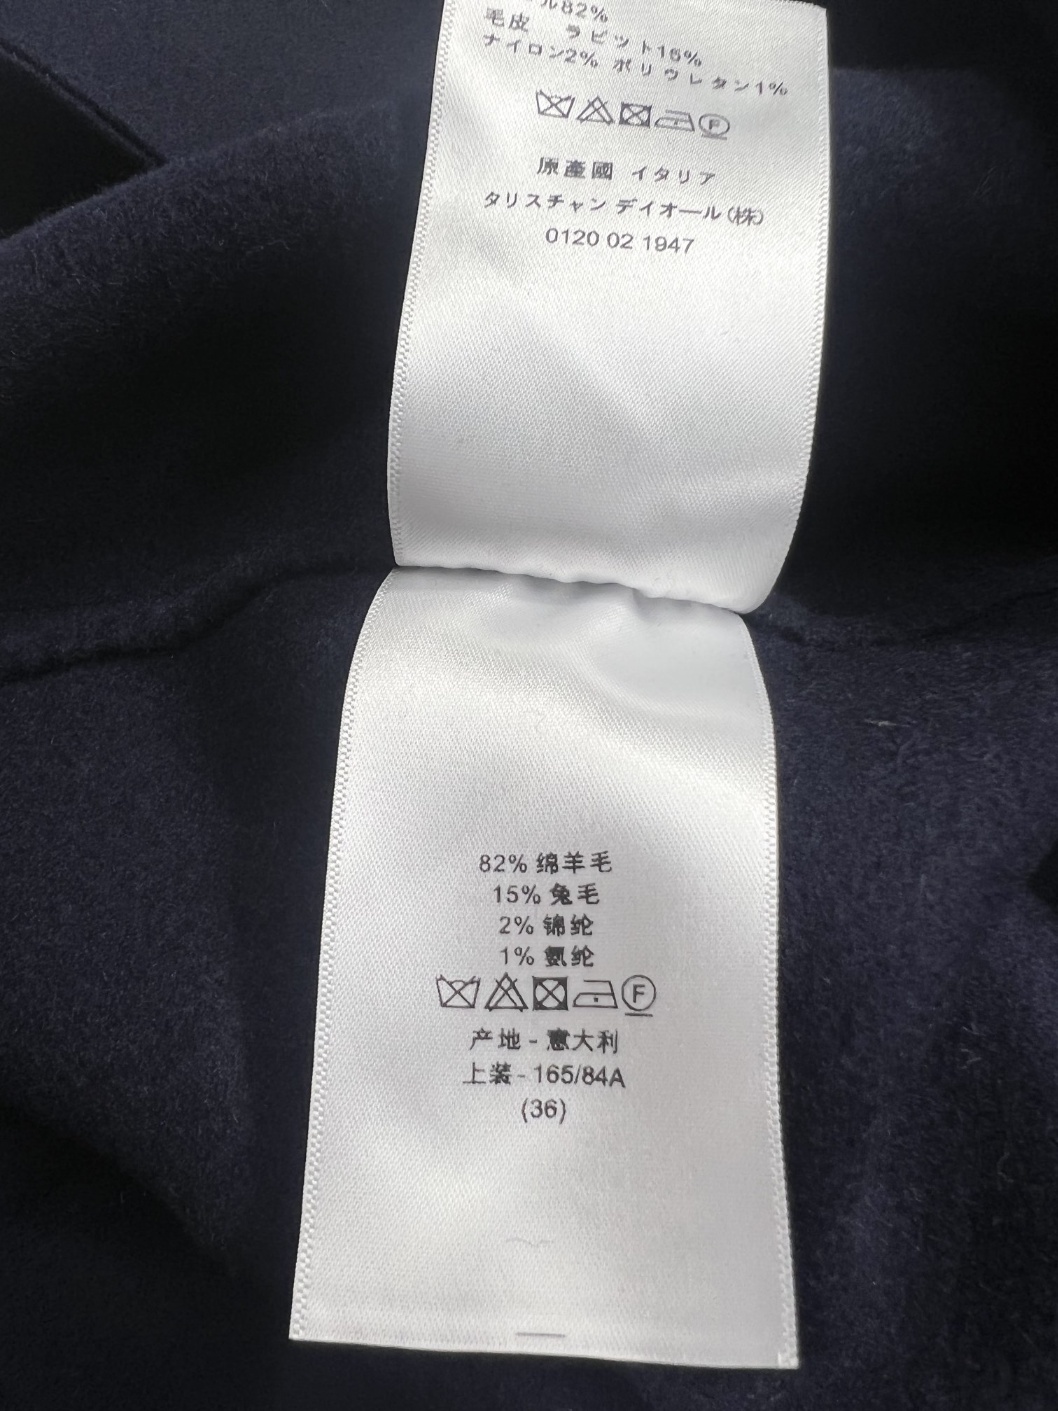 ル82%
毛皮 ラビット15%
ナイロン2% ポリウレタン1%
F
原產國 イタリア
タリスチャン デイオール(株)
0120 02 1947
82% 绵羊毛
15% 兔毛
2% 锦纶
1% 氨纶
F
产地 - 意大利
上装 - 165/84A
(36)